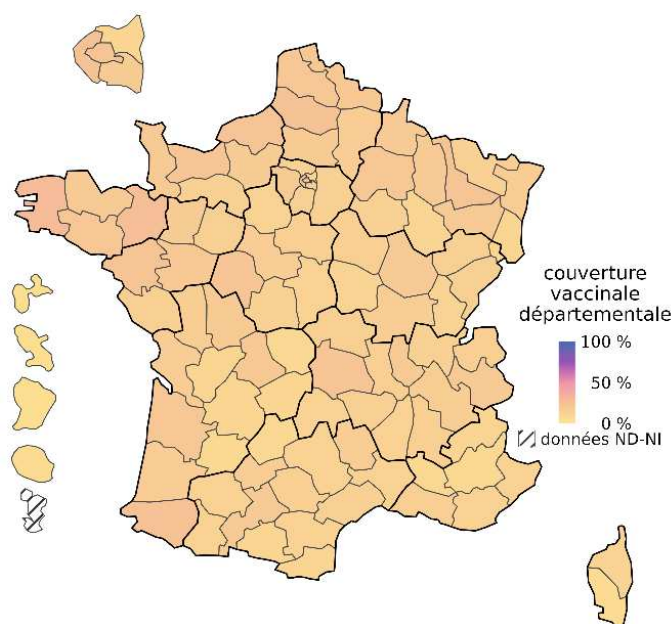 couverture
vaccinale
départementale
100 %
50 %
0 %
données ND-NI